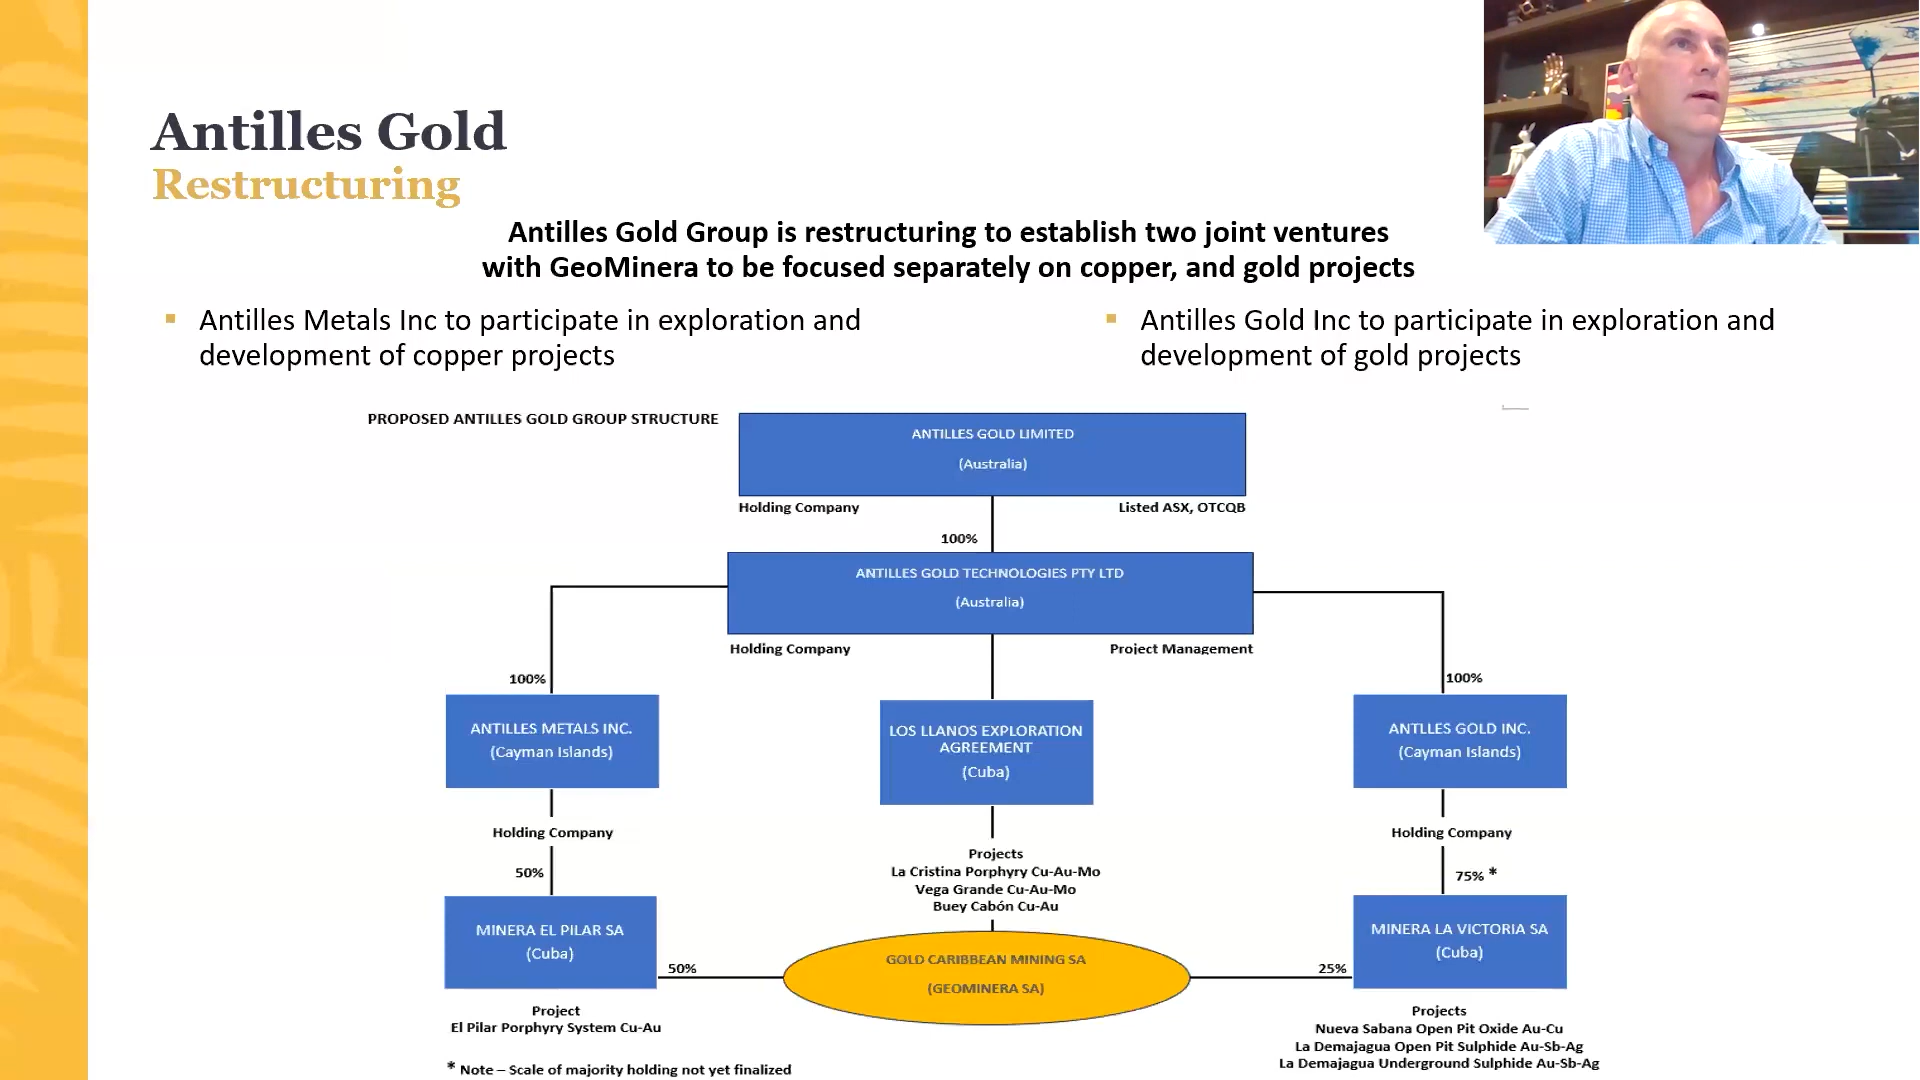 Antilles Gold
Restructuring
Antilles Gold Group is restructuring to establish two joint ventures
with GeoMinera to be focused separately on copper, and gold projects
▪ Antilles Metals Inc to participate in exploration and
development of copper projects
▪ Antilles Gold Inc to participate in exploration and
development of gold projects
PROPOSED ANTILLES GOLD GROUP STRUCTURE
ANTILLES GOLD LIMITED
(Australia)
Holding Company
Listed ASX, OTCQB
100%
ANTILLES GOLD TECHNOLOGIES PTY LTD
(Australia)
Holding Company
Project Management
100%
100%
ANTILLES METALS INC.
(Cayman Islands)
LOS LLANOS EXPLORATION
AGREEMENT
(Cuba)
ANTLLES GOLD INC.
(Cayman Islands)
Holding Company
Holding Company
Projects
La Cristina Porphyry Cu-Au-Mo
Vega Grande Cu-Au-Mo
Buey Cabón Cu-Au
50%
75% *
MINERA EL PILAR SA
(Cuba)
50%
GOLD CARIBBEAN MINING SA
(GEOMINERA SA)
25%
MINERA LA VICTORIA SA
(Cuba)
Project
El Pilar Porphyry System Cu-Au
Projects
Nueva Sabana Open Pit Oxide Au-Cu
La Demajagua Open Pit Sulphide Au-Sb-Ag
La Demajagua Underground Sulphide Au-Sb-Ag
* Note – Scale of majority holding not yet finalized